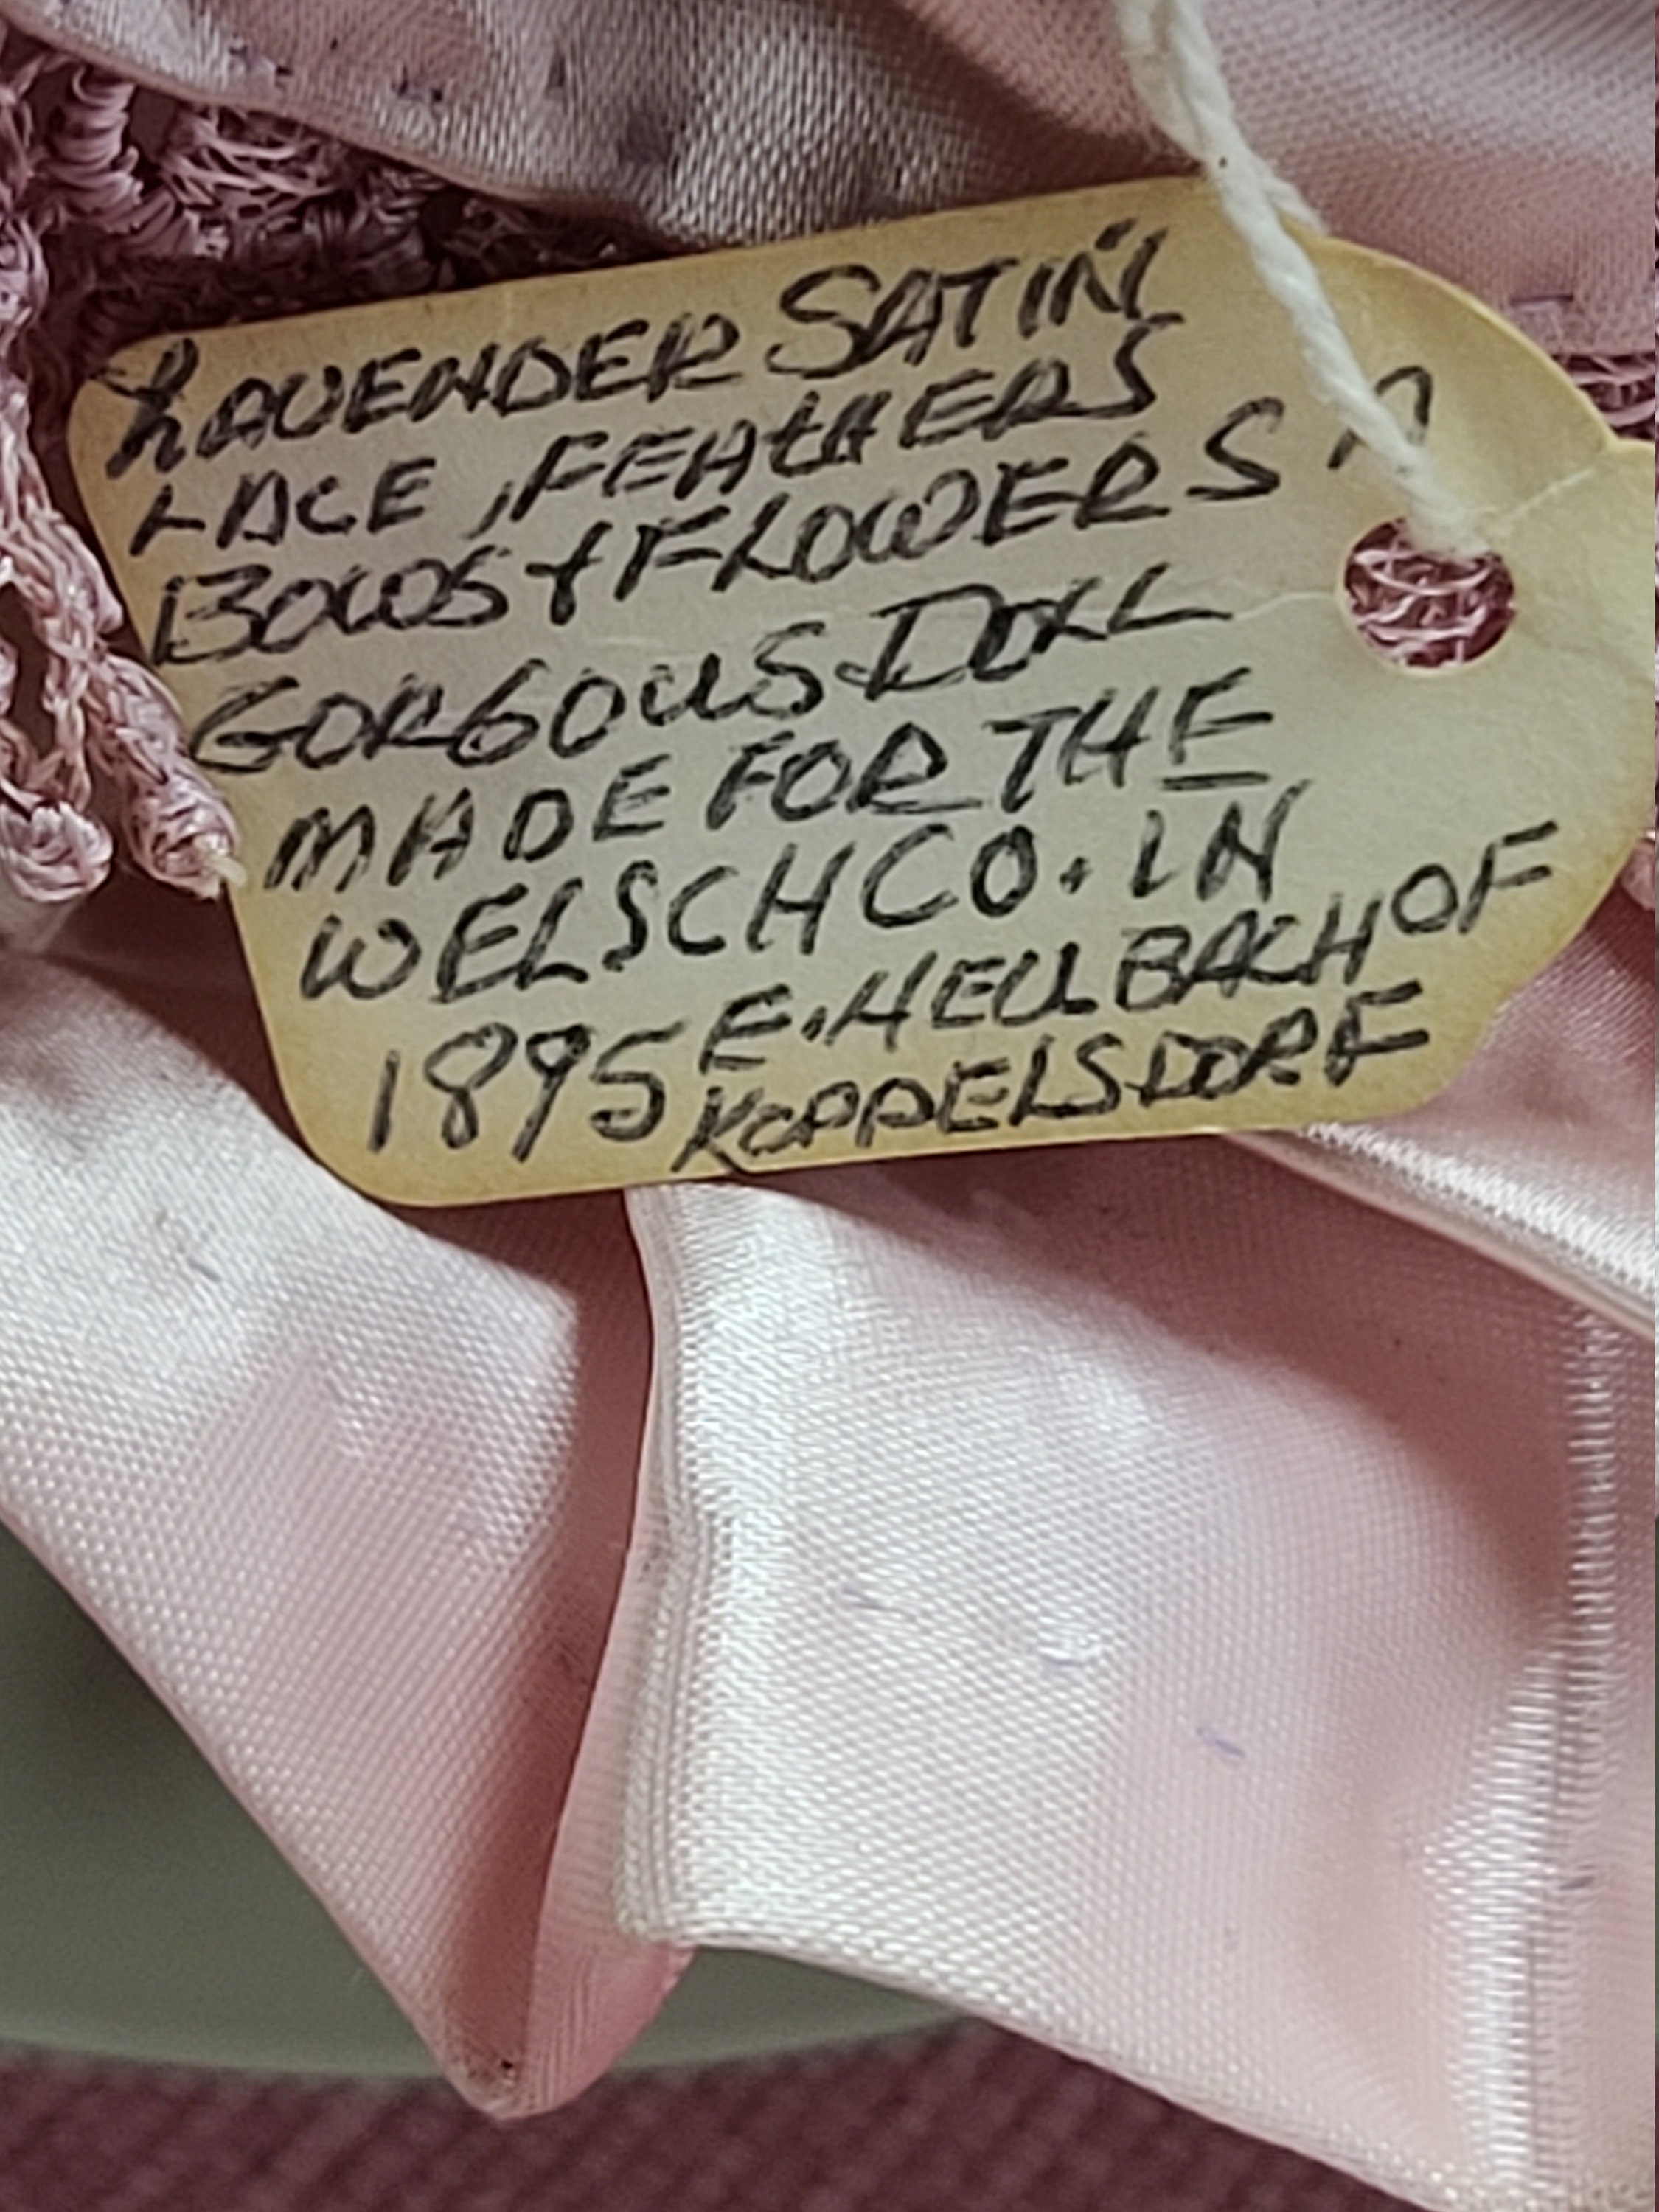 LAVENDER SATIN
LACE, FEATHERS
BOWS + FLOWERS
GORGOUS DOLL
MADE FOR THE
WELSCH CO. IN
1895 E. HEUBACH OF
KOPPELSDORF